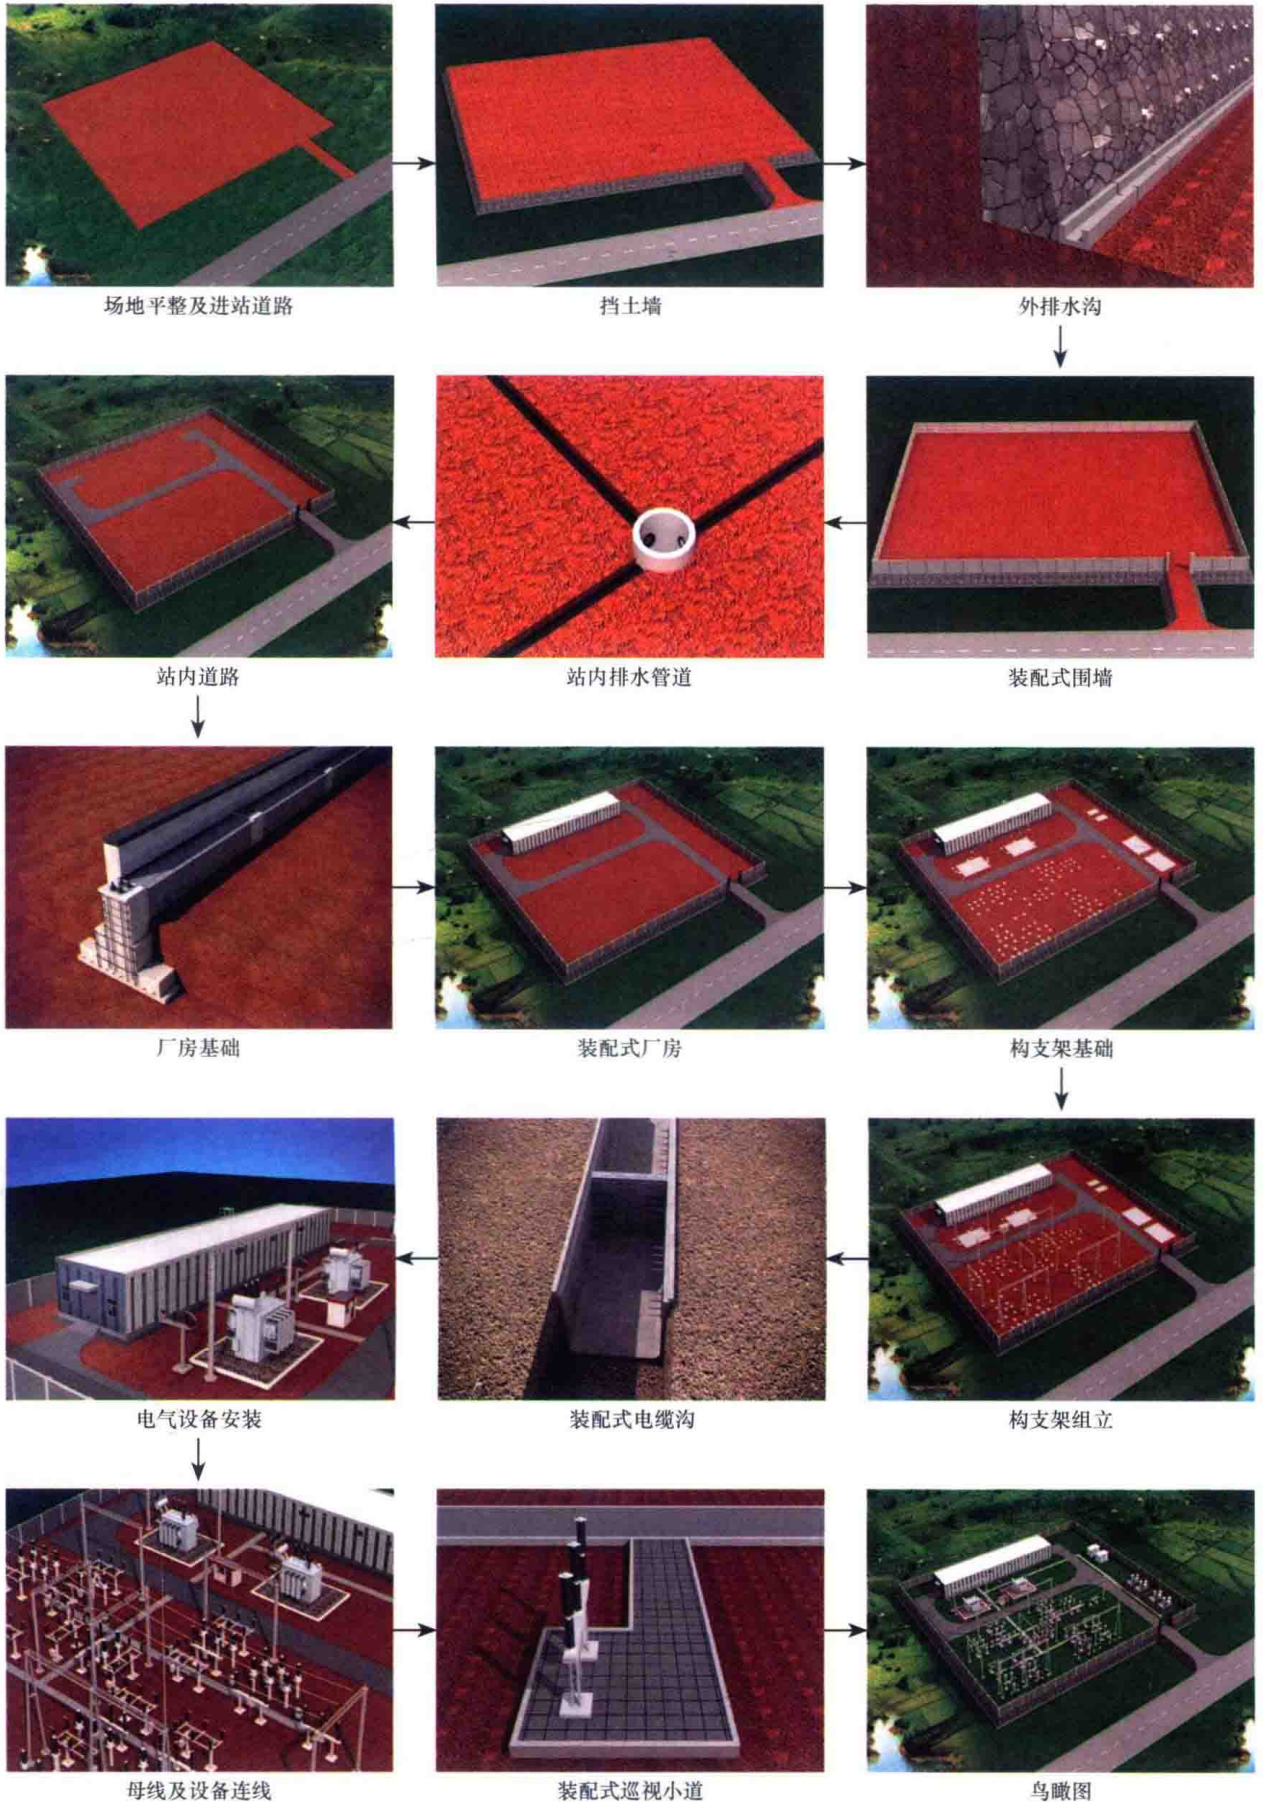 场地平整及进站道路
挡土墙
外排水沟
站内道路
站内排水管道
装配式围墙
厂房基础
装配式厂房
构支架基础
电气设备安装
装配式电缆沟
构支架组立
母线及设备连线
装配式巡视小道
鸟瞰图